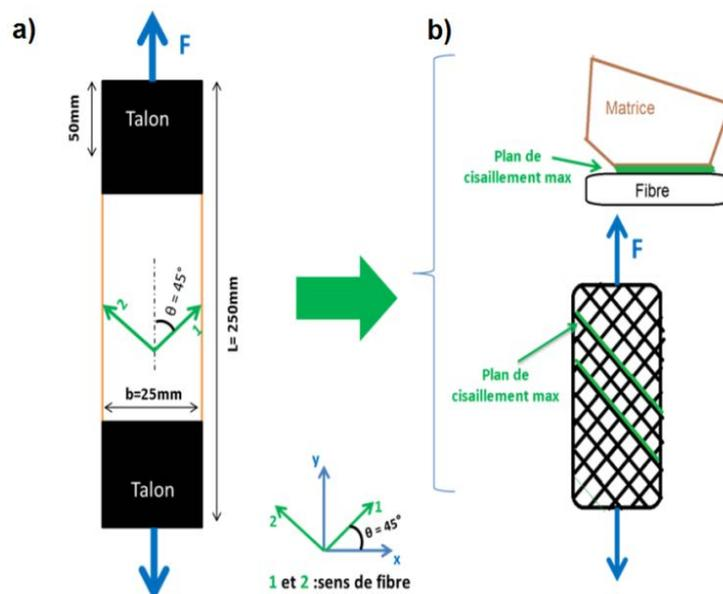 a)
F
50mm
Talon
L= 250mm
θ = 45°
2
1
b=25mm
Talon
y
2
1
θ = 45°
x
1 et 2 :sens de fibre
b)
Matrice
Plan de
cisaillement max
Fibre
F
Plan de
cisaillement max